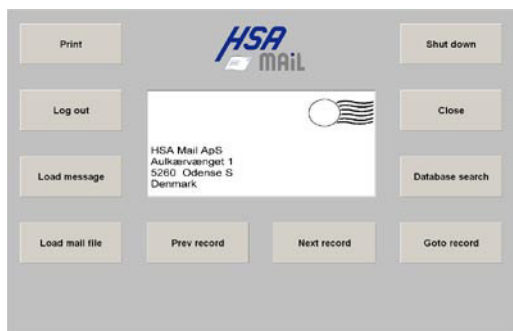 Print
HSA
MAiL
Shut down
Log out
Close
HSA Mail ApS
Aulkærvænget 1
5260 Odense S
Denmark
Load message
Database search
Load mail file
Prev record
Next record
Goto record